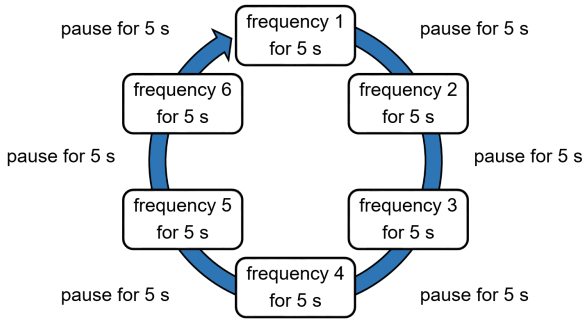 frequency 1
for 5 s
pause for 5 s
frequency 2
for 5 s
pause for 5 s
frequency 3
for 5 s
pause for 5 s
frequency 4
for 5 s
pause for 5 s
frequency 5
for 5 s
pause for 5 s
frequency 6
for 5 s
pause for 5 s